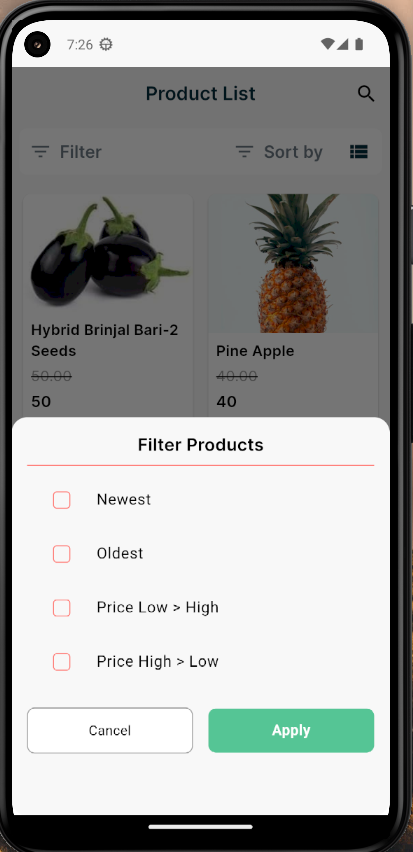 7:26
Product List
Filter
Sort by
Hybrid Brinjal Bari-2
Seeds
50.00
50
Pine Apple
40.00
40
Filter Products
Newest
Oldest
Price Low > High
Price High > Low
Cancel
Apply